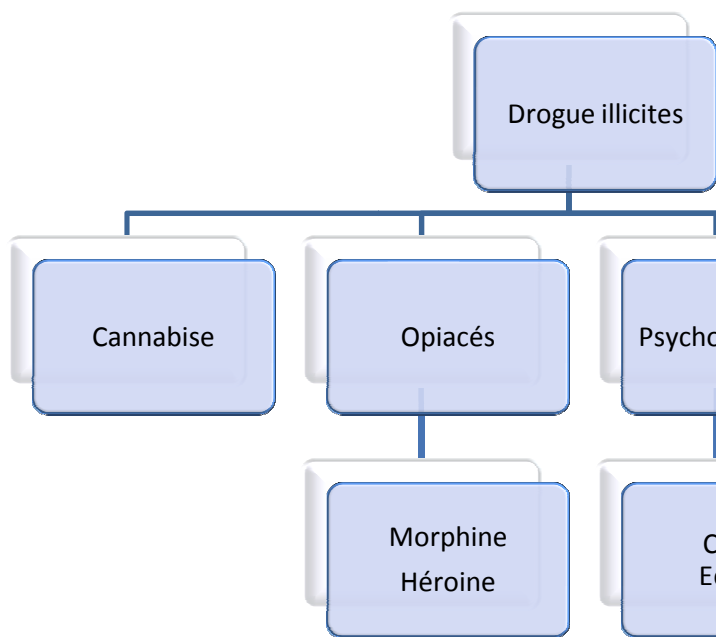 Drogue illicites
Cannabise
Opiacés
Morphine
Héroine